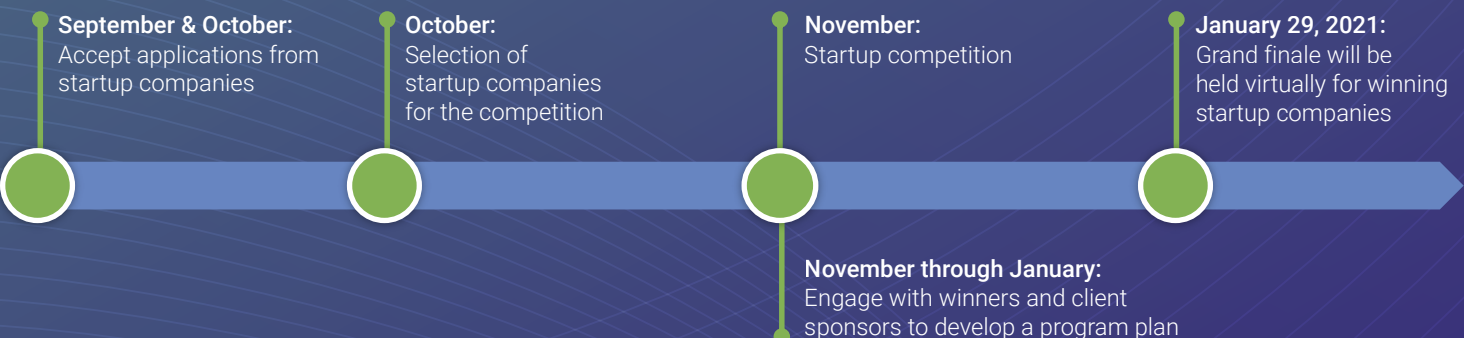 September & October:
Accept applications from
startup companies
October:
Selection of
startup companies
for the competition
November:
Startup competition
January 29, 2021:
Grand finale will be
held virtually for winning
startup companies
November through January:
Engage with winners and client
sponsors to develop a program plan